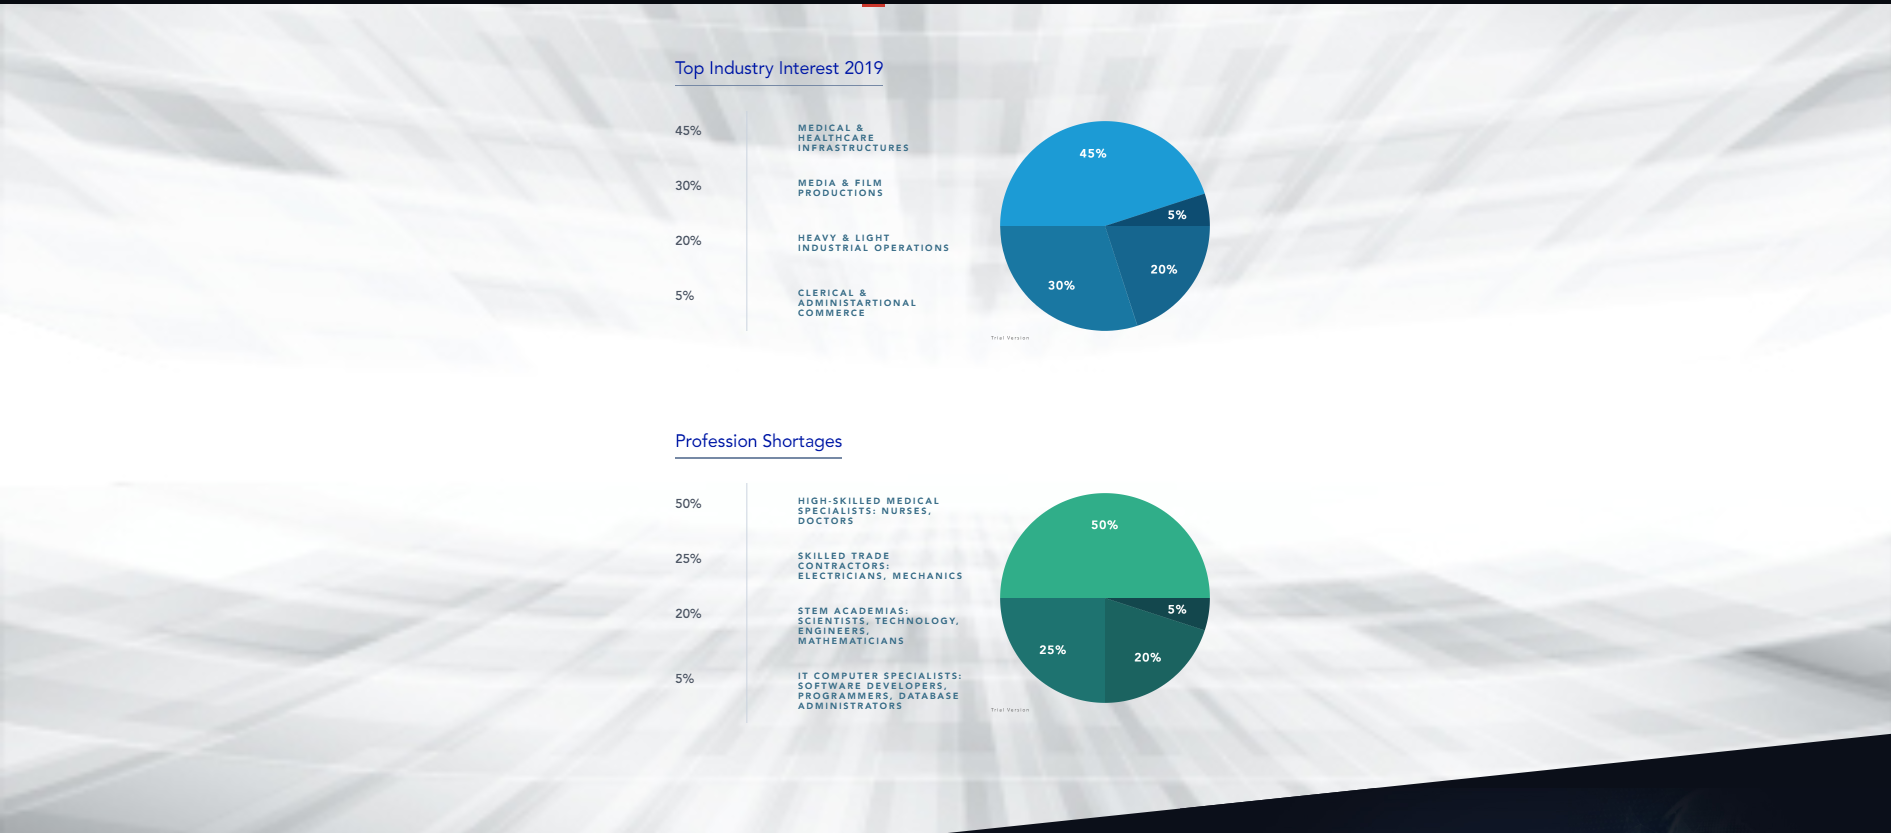 Top Industry Interest 2019
45%
MEDICAL &
HEALTHCARE
INFRASTRUCTURES
30%
MEDIA & FILM
PRODUCTIONS
20%
HEAVY & LIGHT
INDUSTRIAL OPERATIONS
5%
CLERICAL &
ADMINISTARTIONAL
COMMERCE
45%
5%
20%
30%
Trial Version
Profession Shortages
50%
HIGH-SKILLED MEDICAL
SPECIALISTS: NURSES,
DOCTORS
25%
SKILLED TRADE
CONTRACTORS:
ELECTRICIANS, MECHANICS
20%
STEM ACADEMIAS:
SCIENTISTS, TECHNOLOGY,
ENGINEERS,
MATHEMATICIANS
5%
IT COMPUTER SPECIALISTS:
SOFTWARE DEVELOPERS,
PROGRAMMERS, DATABASE
ADMINISTRATORS
50%
5%
25%
20%
Trial Version